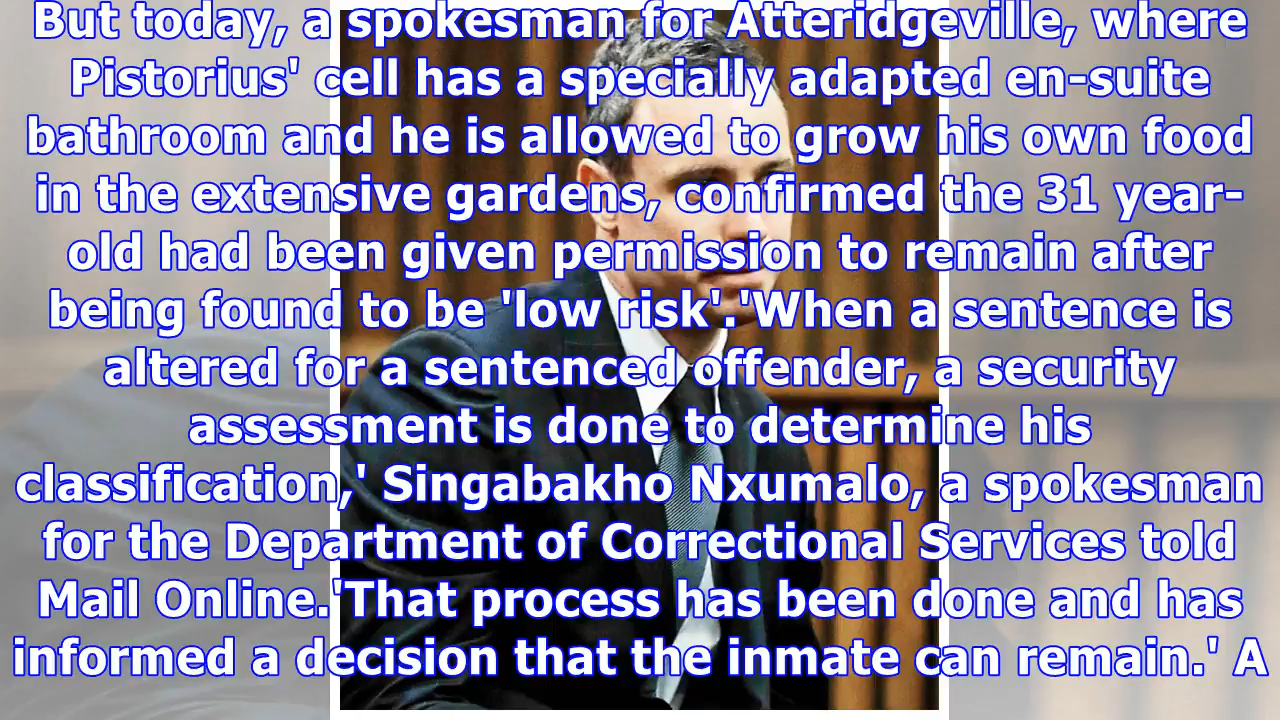 But today, a spokesman for Atteridgeville, where
Pistorius' cell has a specially adapted en-suite
bathroom and he is allowed to grow his own food
in the extensive gardens, confirmed the 31 year-
old had been given permission to remain after
being found to be 'low risk'.'When a sentence is
altered for a sentenced offender, a security
assessment is done to determine his
classification,' Singabakho Nxumalo, a spokesman
for the Department of Correctional Services told
Mail Online.'That process has been done and has
informed a decision that the inmate can remain.' A